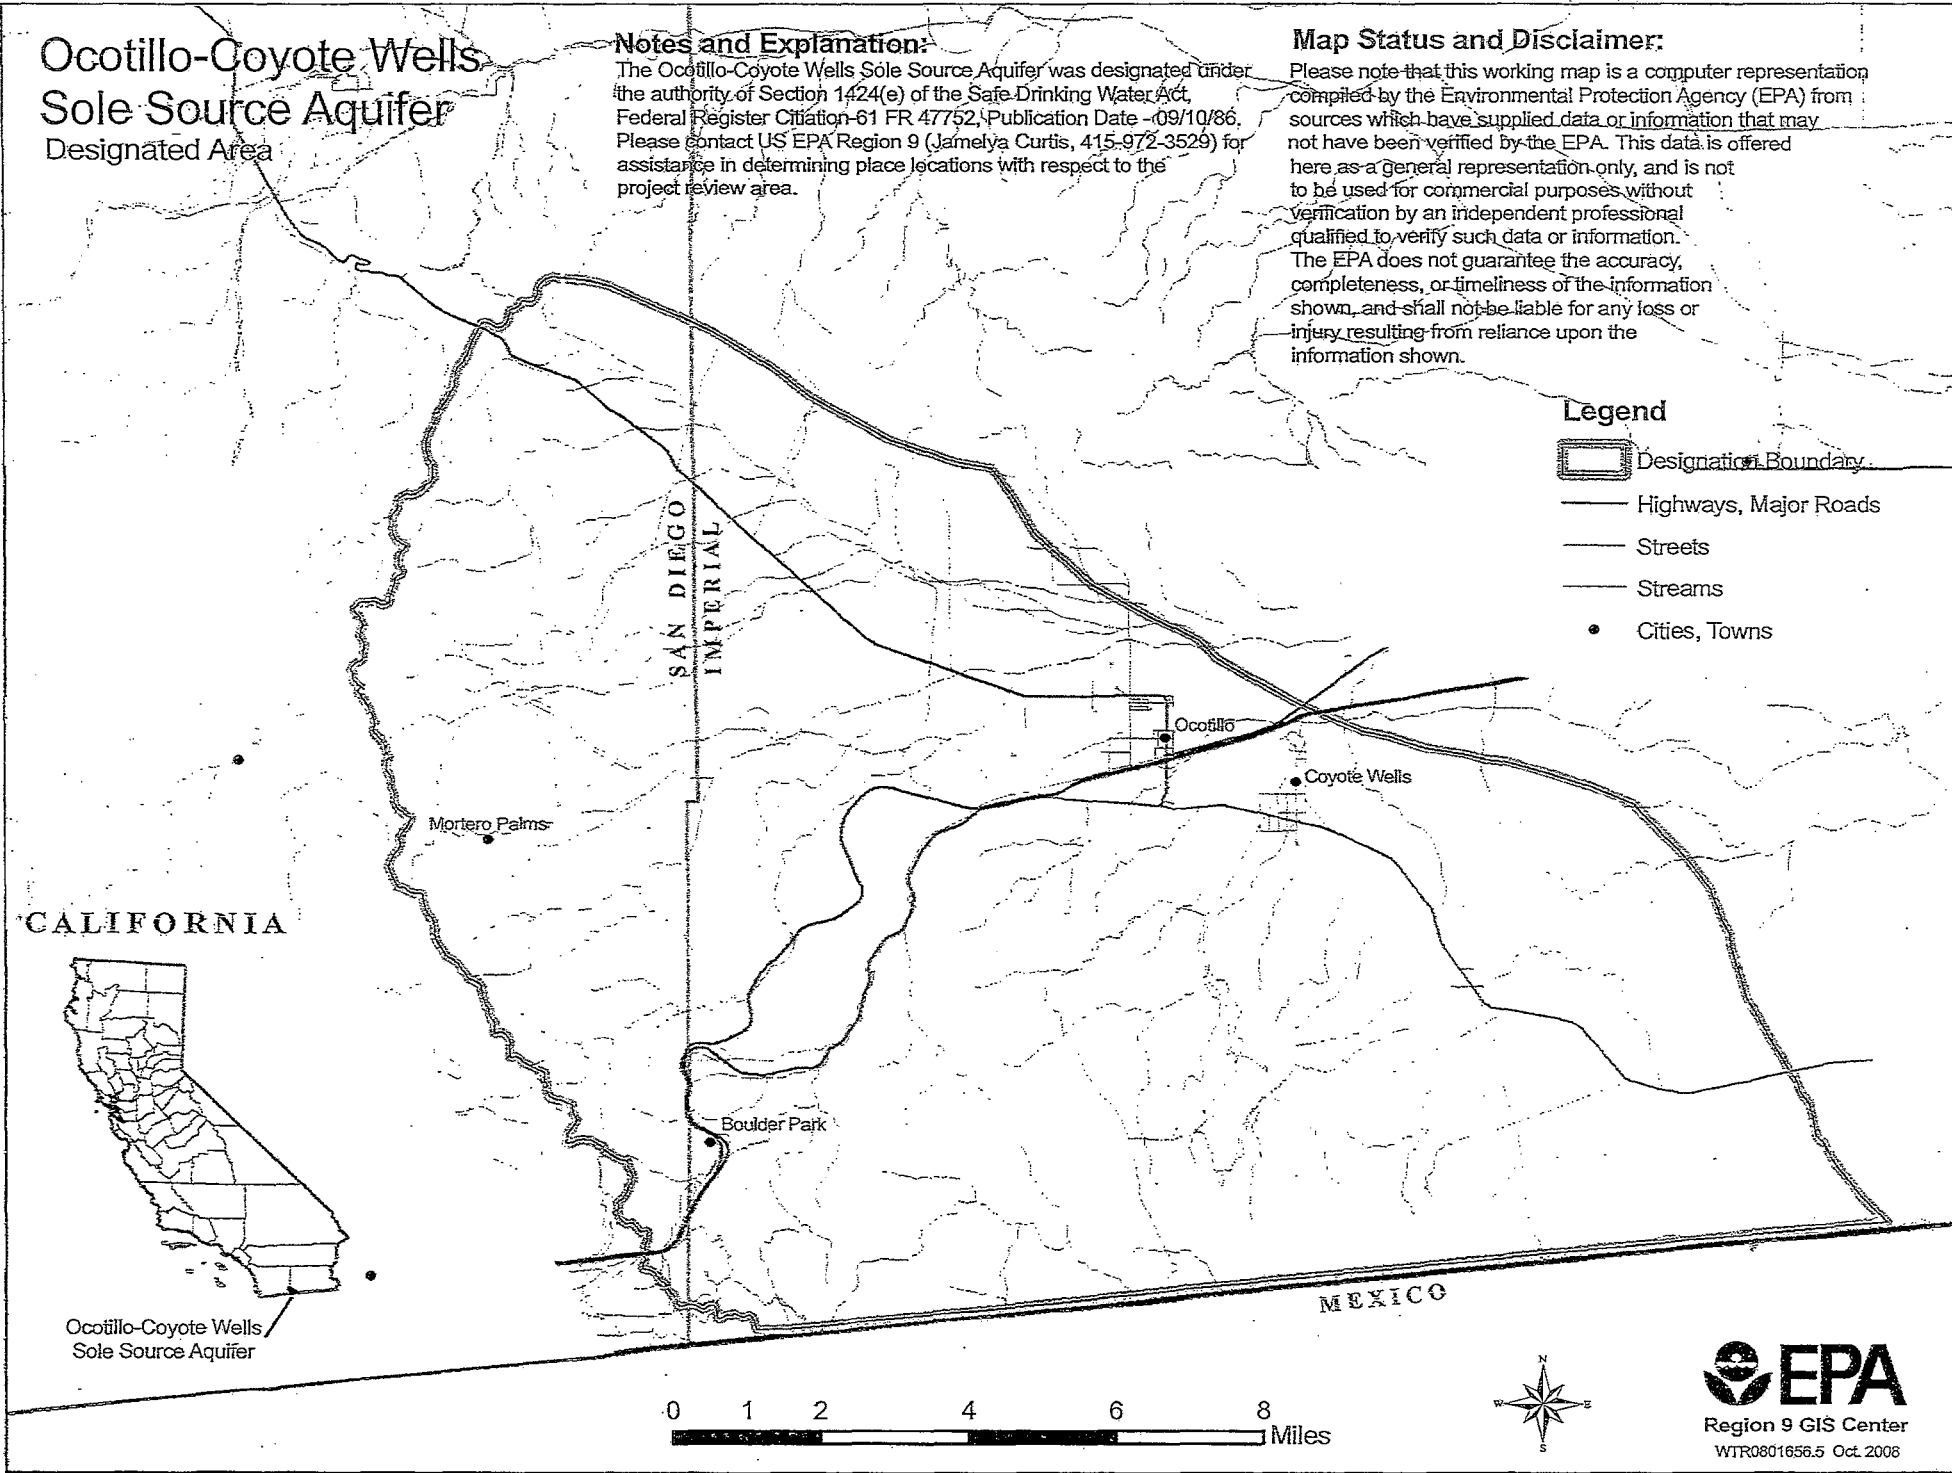 Ocotillo-Coyote Wells
Sole Source Aquifer
Designated Area
Notes and Explanation:
The Ocotillo-Coyote Wells Sole Source Aquifer was designated under
the authority of Section 1424(e) of the Safe Drinking Water Act,
Federal Register Citiation-61 FR 47752, Publication Date - 09/10/86.
Please contact US EPA Region 9 (Jamelya Curtis, 415-972-3529) for
assistance in determining place locations with respect to the
project review area.
Map Status and Disclaimer:
Please note that this working map is a computer representation
compiled by the Environmental Protection Agency (EPA) from
sources which have supplied data or information that may
not have been verified by the EPA. This data is offered
here as a general representation only, and is not
to be used for commercial purposes without
verification by an independent professional
qualified to verify such data or information.
The EPA does not guarantee the accuracy,
completeness, or timeliness of the information
shown, and shall not be liable for any loss or
injury resulting from reliance upon the
information shown.
Legend
Designation Boundary
Highways, Major Roads
Streets
Streams
Cities, Towns
SAN DIEGO
IMPERIAL
Ocotillo
Coyote Wells
Mortero Palms
Boulder Park
CALIFORNIA
Ocotillo-Coyote Wells
Sole Source Aquifer
MEXICO
0 1 2 4 6 8
Miles
N
W E
S
EPA
Region 9 GIS Center
WTR0801656.5 Oct. 2008